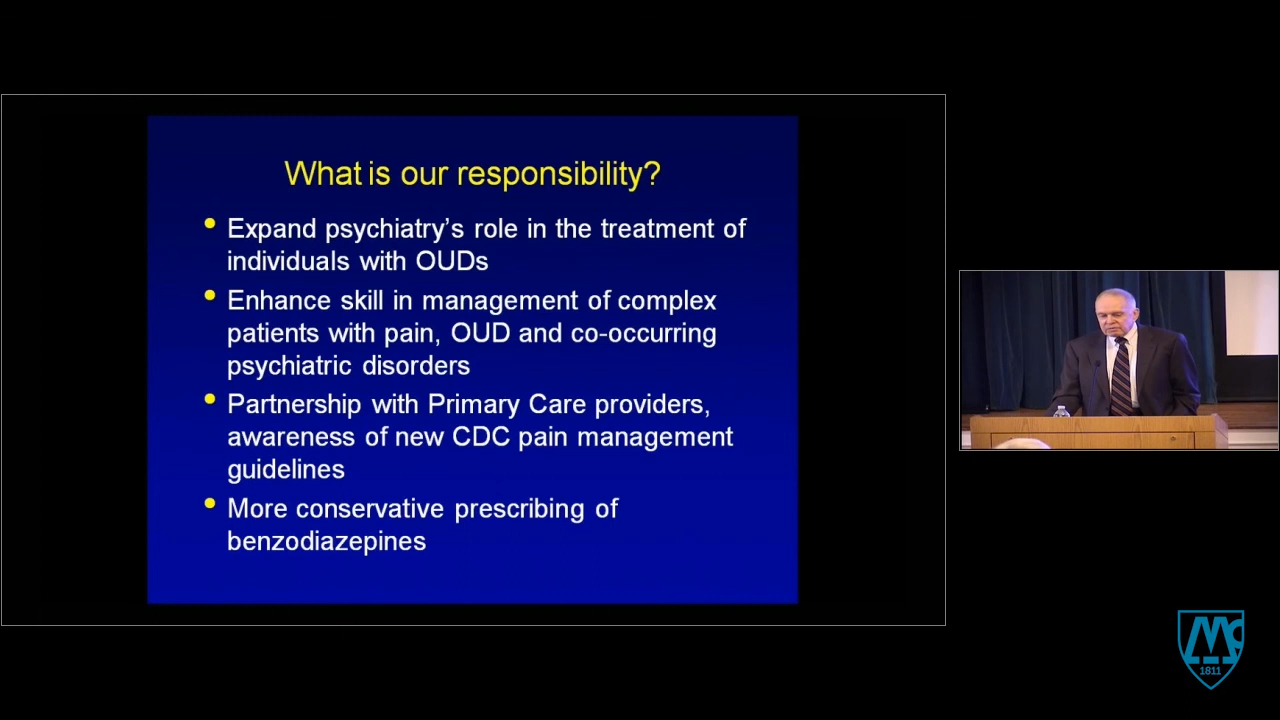 What is our responsibility?
• Expand psychiatry’s role in the treatment of
individuals with OUDs
• Enhance skill in management of complex
patients with pain, OUD and co-occurring
psychiatric disorders
• Partnership with Primary Care providers,
awareness of new CDC pain management
guidelines
• More conservative prescribing of
benzodiazepines
Mc
1811